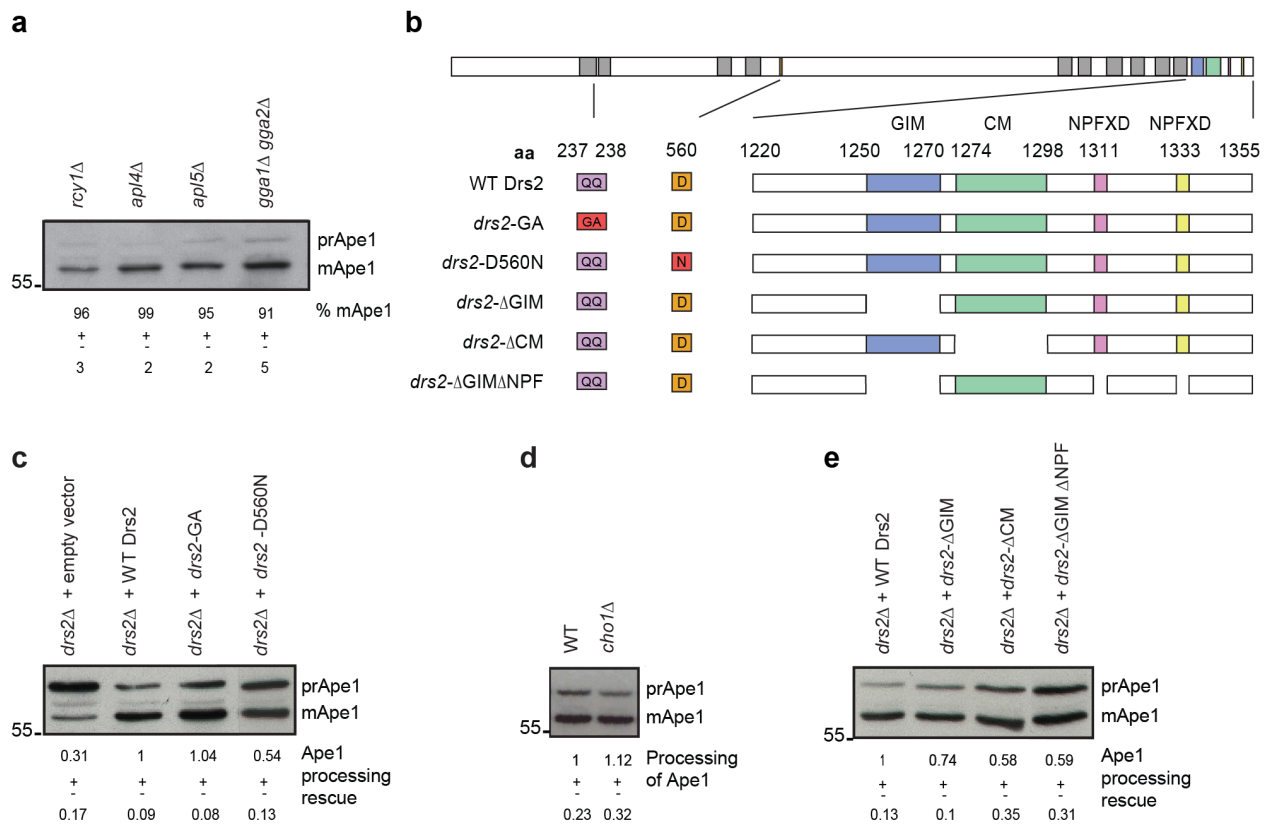 a
rcy1Δ
apl4Δ
apl5Δ
gga1Δ gga2Δ
prApe1
mApe1
55
96 99 95 91 % mApe1
+ + + +
- - - -
3 2 2 5
b
GIM CM NPFXD NPFXD
aa 237 238 560 1220 1250 1270 1274 1298 1311 1333 1355
WT Drs2 QQ D
drs2-GA GA D
drs2-D560N QQ N
drs2-ΔGIM QQ D
drs2-ΔCM QQ D
drs2-ΔGIMΔNPF QQ D
c
drs2Δ + empty vector
drs2Δ + WT Drs2
drs2Δ + drs2-GA
drs2Δ + drs2 -D560N
prApe1
mApe1
55
0.31 1 1.04 0.54 Ape1
+ + + + processing
- - - - rescue
0.17 0.09 0.08 0.13
d
WT
cho1Δ
prApe1
mApe1
55
1 1.12 Processing
+ + of Ape1
- -
0.23 0.32
e
drs2Δ + WT Drs2
drs2Δ + drs2-ΔGIM
drs2Δ +drs2-ΔCM
drs2Δ + drs2-ΔGIM ΔNPF
prApe1
mApe1
55
1 0.74 0.58 0.59 Ape1
+ + + + processing
- - - - rescue
0.13 0.1 0.35 0.31